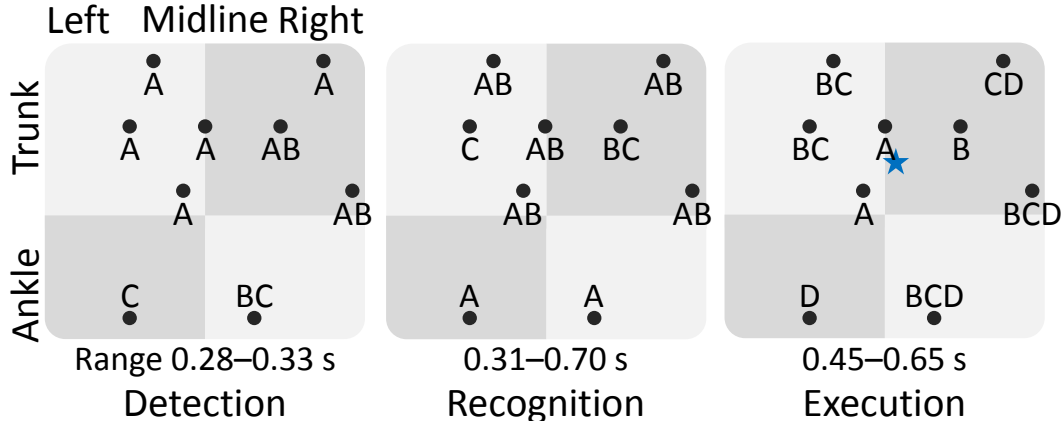 Left Midline Right
Trunk
Ankle
A A
A A AB
A AB
C BC
Range 0.28–0.33 s
Detection
AB AB
C AB BC
AB AB
A A
0.31–0.70 s
Recognition
BC CD
BC A B
A BCD
D BCD
0.45–0.65 s
Execution